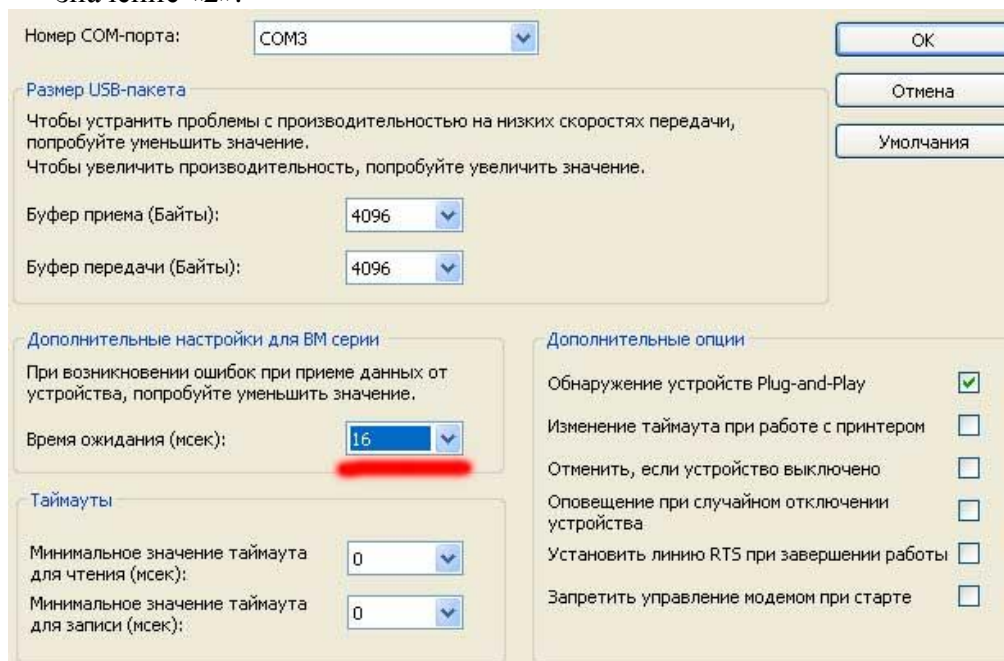 значение «2».
Номер COM-порта:
COM3
OK
Отмена
Умолчания
Размер USB-пакета
Чтобы устранить проблемы с производительностью на низких скоростях передачи,
попробуйте уменьшить значение.
Чтобы увеличить производительность, попробуйте увеличить значение.
Буфер приема (Байты):
4096
Буфер передачи (Байты):
4096
Дополнительные настройки для BM серии
При возникновении ошибок при приеме данных от
устройства, попробуйте уменьшить значение.
Время ожидания (мсек):
16
Таймауты
Минимальное значение таймаута
для чтения (мсек):
0
Минимальное значение таймаута
для записи (мсек):
0
Дополнительные опции
Обнаружение устройств Plug-and-Play
Изменение таймаута при работе с принтером
Отменить, если устройство выключено
Оповещение при случайном отключении
устройства
Установить линию RTS при завершении работы
Запретить управление модемом при старте